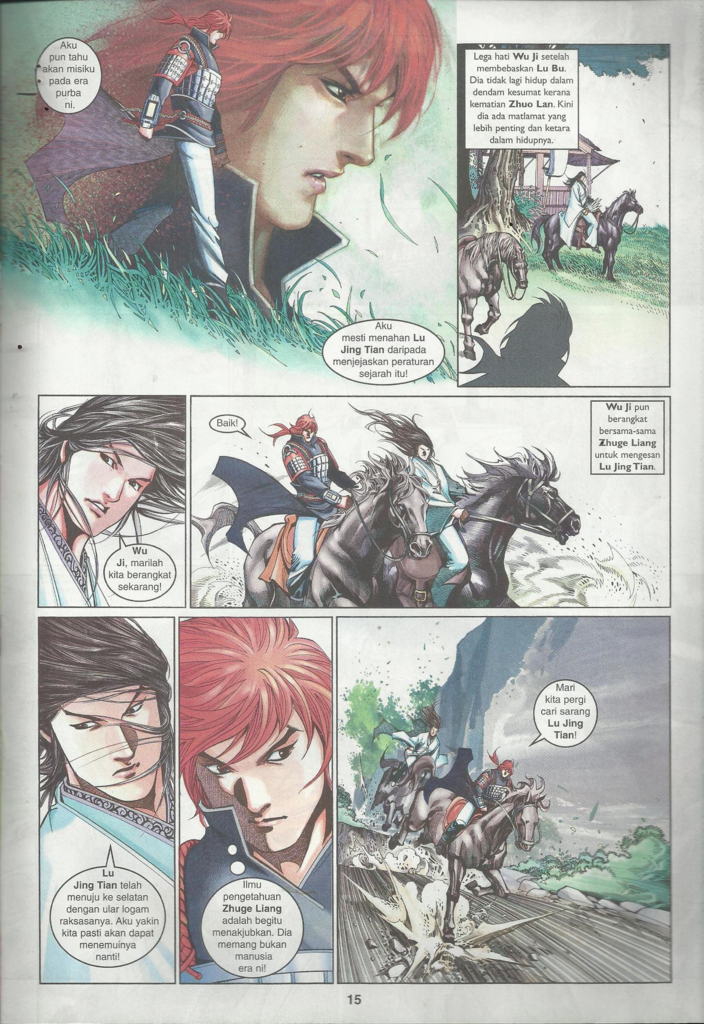 Aku
pun tahu
akan misiku
pada era
purba
ni.
Aku
mesti menahan Lu
Jing Tian daripada
menjejaskan peraturan
sejarah itu!
Lega hati Wu Ji setelah
membebaskan Lu Bu.
Dia tidak lagi hidup dalam
dendam kesumat kerana
kematian Zhuo Lan. Kini
dia ada matlamat yang
lebih penting dan ketara
dalam hidupnya.
Wu
Ji, marilah
kita berangkat
sekarang!
Baik!
Wu Ji pun
berangkat
bersama-sama
Zhuge Liang
untuk mengesan
Lu Jing Tian.
Lu
Jing Tian telah
menuju ke selatan
dengan ular logam
raksasanya. Aku yakin
kita pasti akan dapat
menemuinya
nanti!
Ilmu
pengetahuan
Zhuge Liang
adalah begitu
menakjubkan. Dia
memang bukan
manusia
era ni!
Mari
kita pergi
cari sarang
Lu Jing
Tian!
15